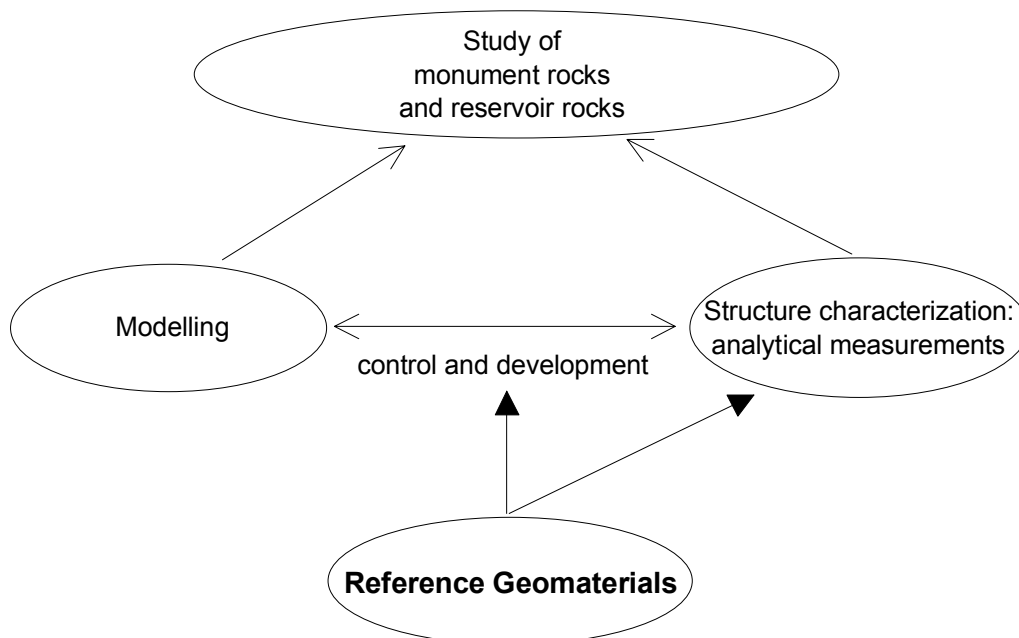 Study of
monument rocks
and reservoir rocks
Modelling
Structure characterization:
analytical measurements
control and development
Reference Geomaterials